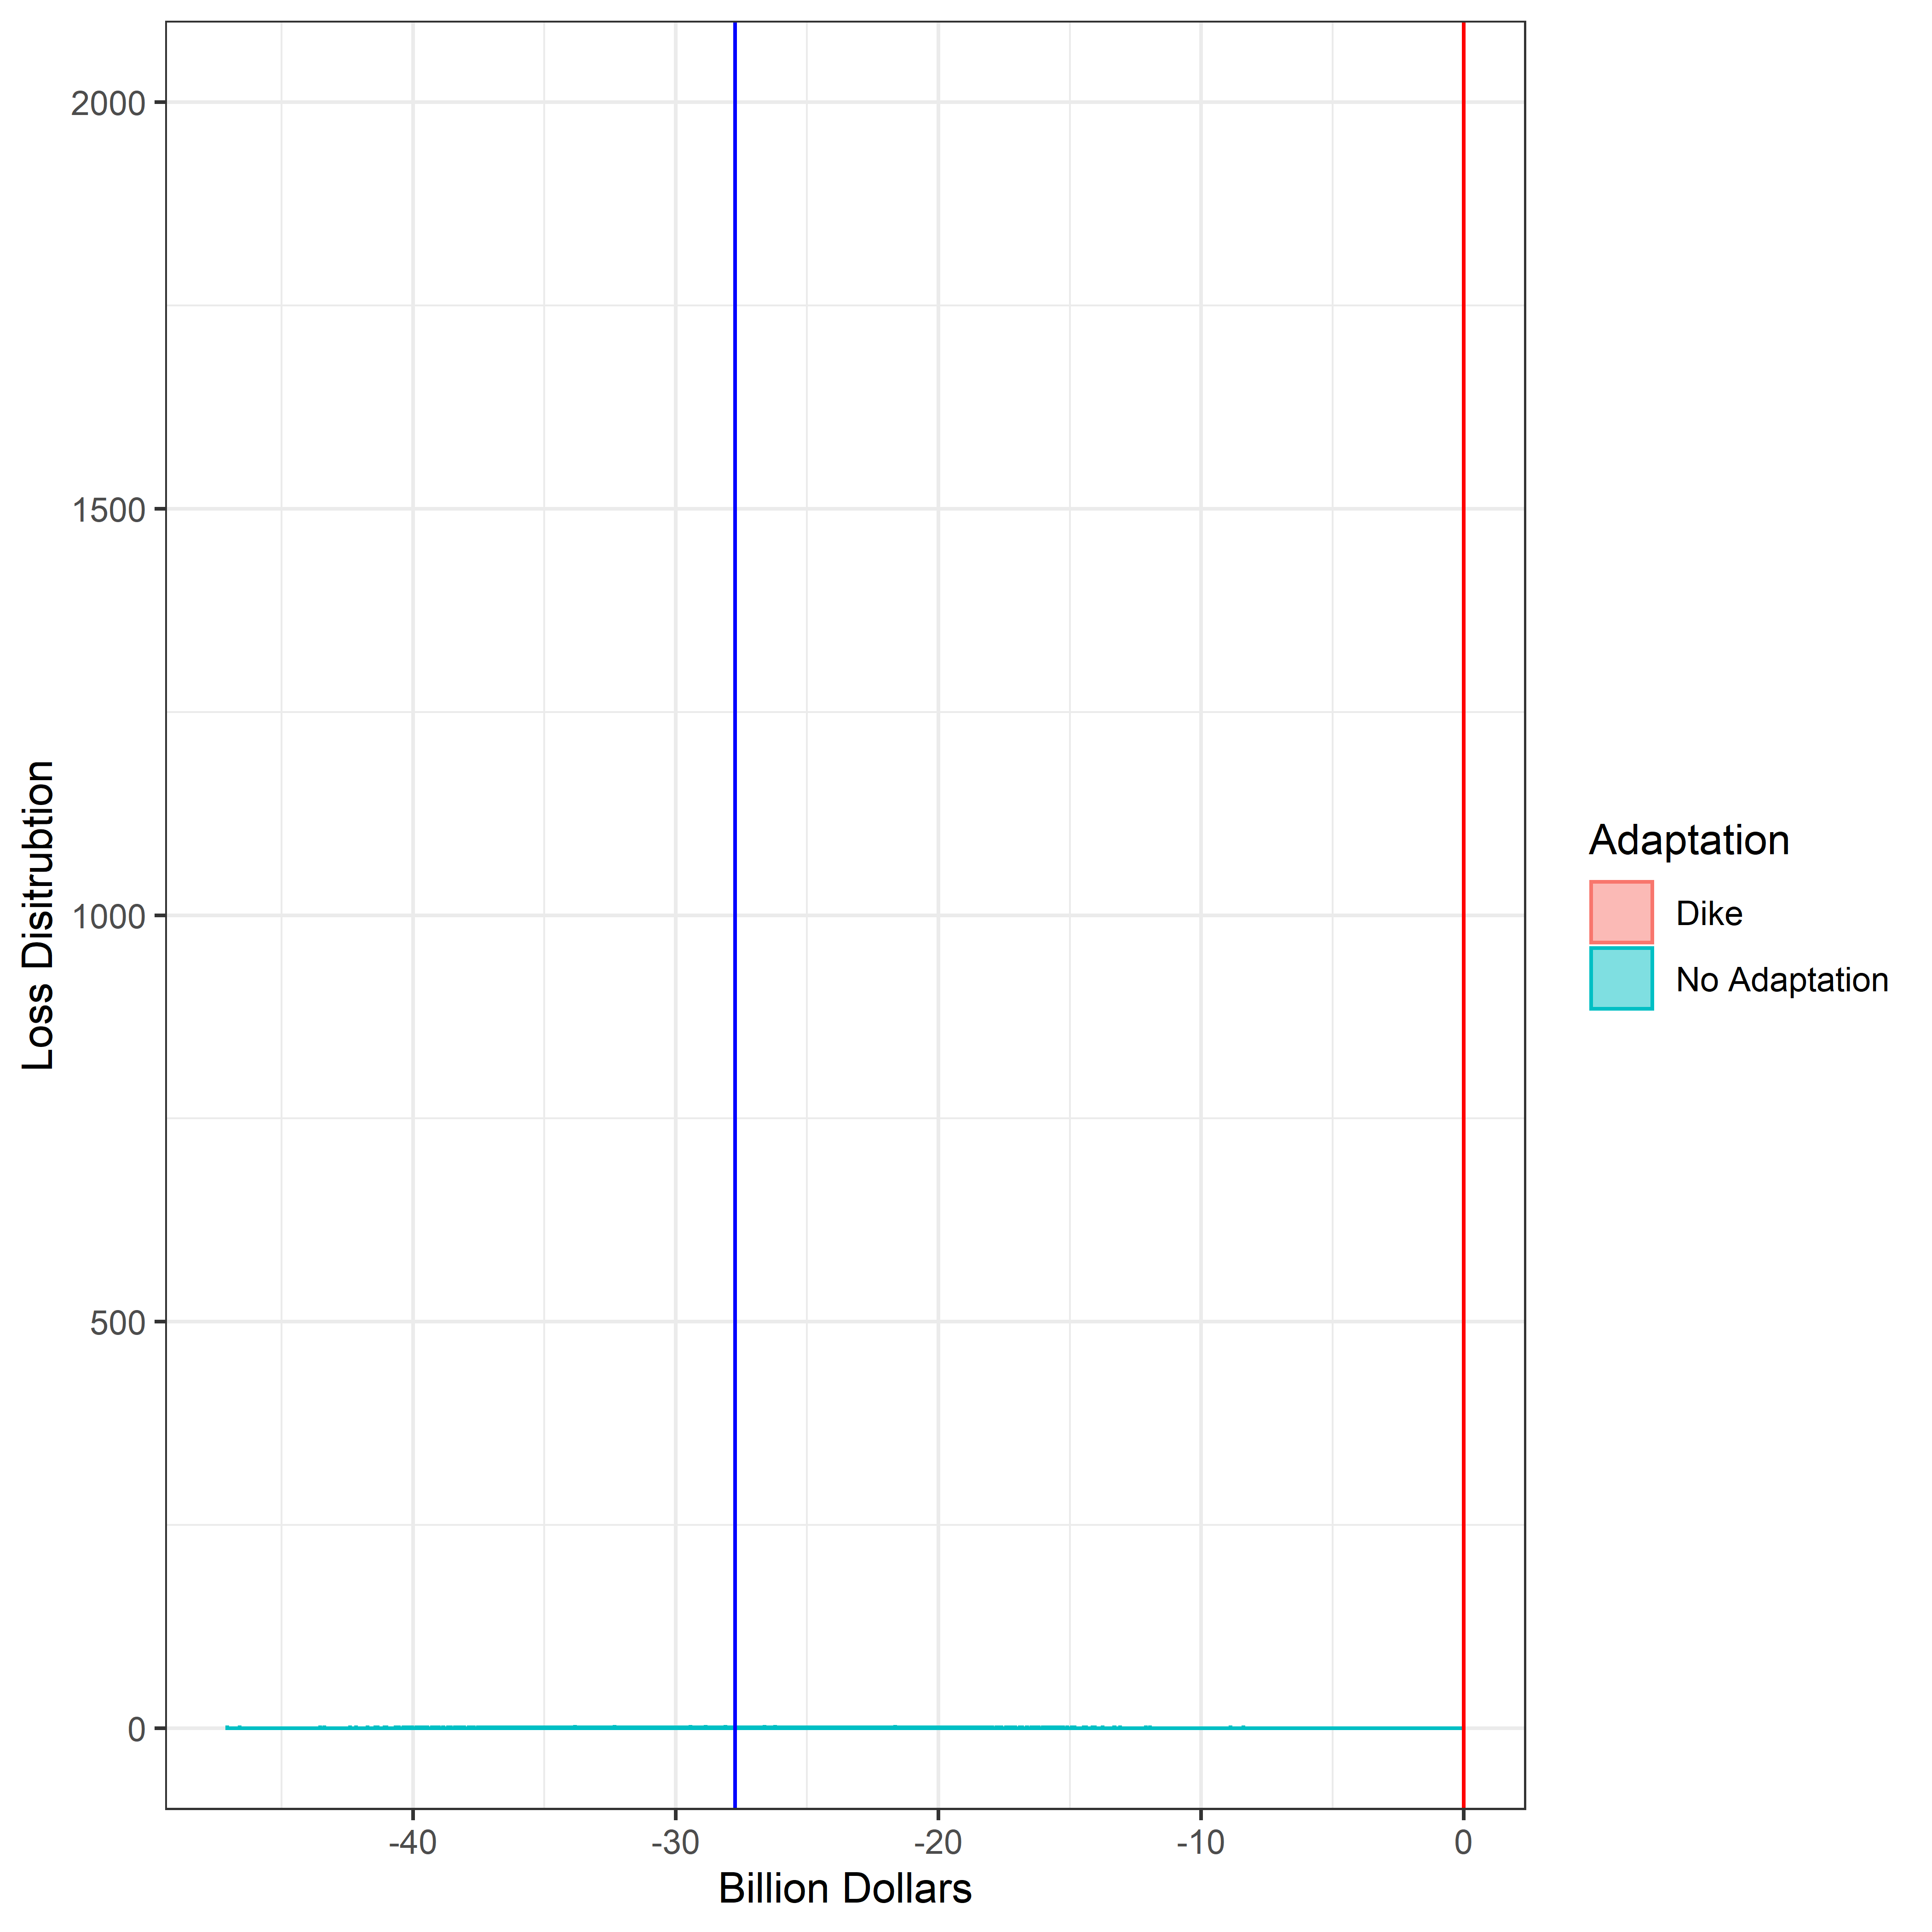 2000
1500
1000
500
0
Loss Disitrubtion
-40
-30
-20
-10
0
Billion Dollars
Adaptation
Dike
No Adaptation